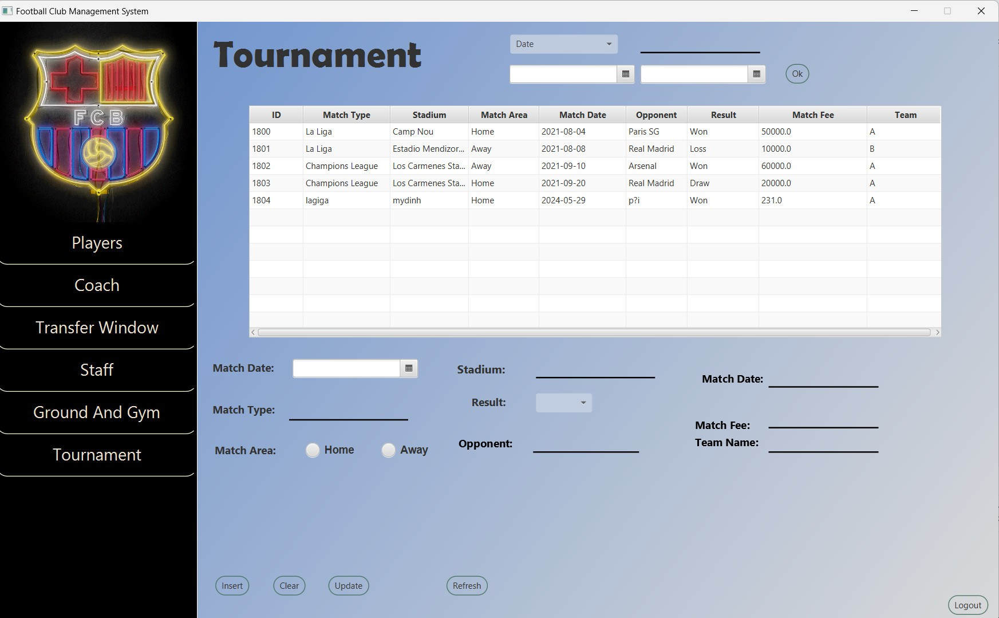 Football Club Management System
FCB
Players
Coach
Transfer Window
Staff
Ground And Gym
Tournament
Tournament
Date
Ok
ID Match Type Stadium Match Area Match Date Opponent Result Match Fee Team
1800 La Liga Camp Nou Home 2021-08-04 Paris SG Won 50000.0 A
1801 La Liga Estadio Mendizor... Away 2021-08-08 Real Madrid Loss 10000.0 B
1802 Champions League Los Carmenes Sta... Away 2021-09-10 Arsenal Won 60000.0 A
1803 Champions League Los Carmenes Sta... Home 2021-09-20 Real Madrid Draw 20000.0 A
1804 lagiga mydinh Home 2024-05-29 p?i Won 231.0 A
Match Date:
Stadium:
Match Date:
Match Type:
Result:
Match Fee:
Match Area: Home Away
Opponent:
Team Name:
Insert Clear Update Refresh
Logout